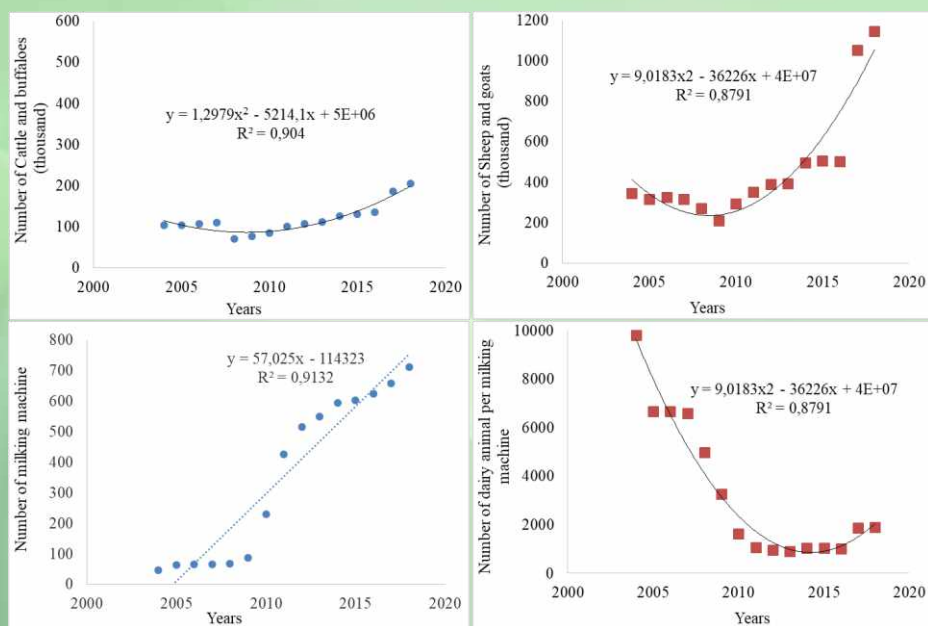 Number of Cattle and buffaloes
(thousand)
600
500
400
300
200
100
0
y = 1,2979x² - 5214,1x + 5E+06
R² = 0,904
2000
2005
2010
2015
2020
Years
Number of Sheep and goats
(thousand)
1200
1000
800
600
400
200
0
y = 9,0183x2 - 36226x + 4E+07
R² = 0,8791
2000
2005
2010
2015
2020
Years
Number of milking machine
800
700
600
500
400
300
200
100
0
y = 57,025x - 114323
R² = 0,9132
2000
2005
2010
2015
2020
Years
Number of dairy animal per milking
machine
10000
8000
6000
4000
2000
0
y = 9,0183x2 - 36226x + 4E+07
R² = 0,8791
2000
2005
2010
2015
2020
Years